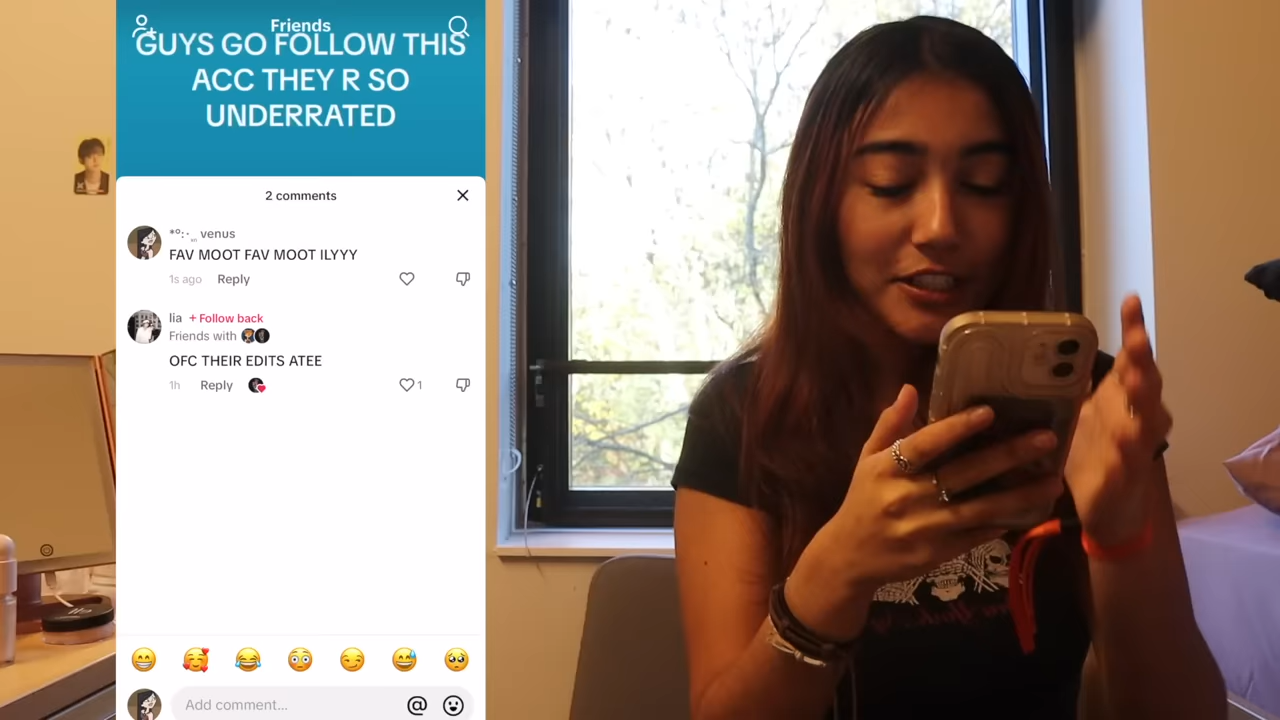 Friends
GUYS GO FOLLOW THIS
ACC THEY R SO
UNDERRATED
2 comments
venus
FAV MOOT FAV MOOT ILYYY
1s ago Reply
lia + Follow back
Friends with
OFC THEIR EDITS ATEE
1h Reply 1
Add comment...